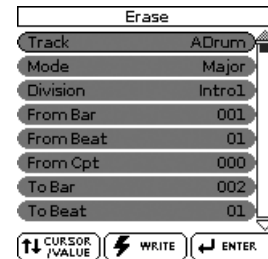 Erase
Track ADrum
Mode Major
Division Intro1
From Bar 001
From Beat 01
From Cpt 000
To Bar 002
To Beat 01
CURSOR /VALUE WRITE ENTER